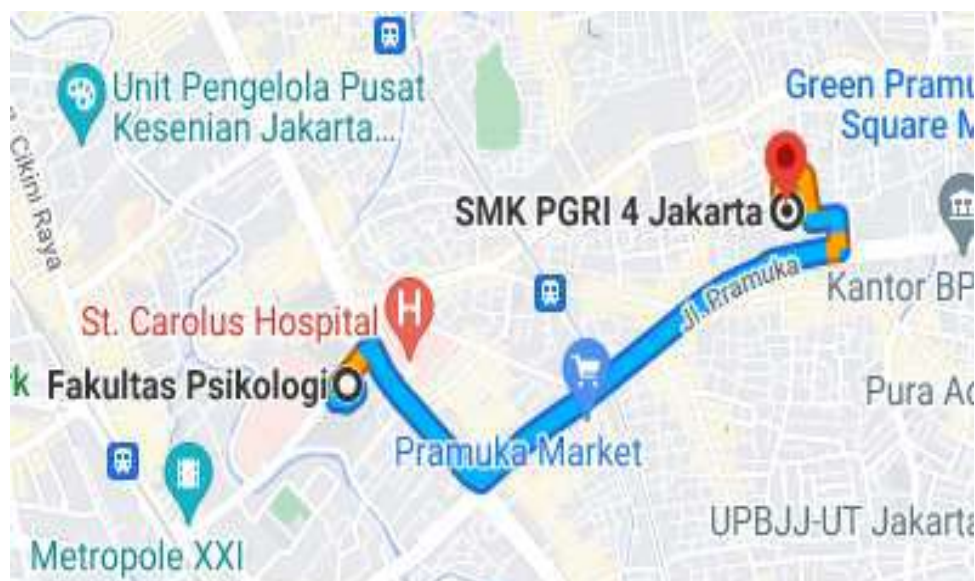 Unit Pengelola Pusat
Kesenian Jakarta...
Green Pramu
Square M
Cikini Raya
SMK PGRI 4 Jakarta
Jl. Pramuka
Kantor BP
St. Carolus Hospital
H
k Fakultas Psikologi
Pura Ad
Pramuka Market
UPBJJ-UT Jakarta
Metropole XXI